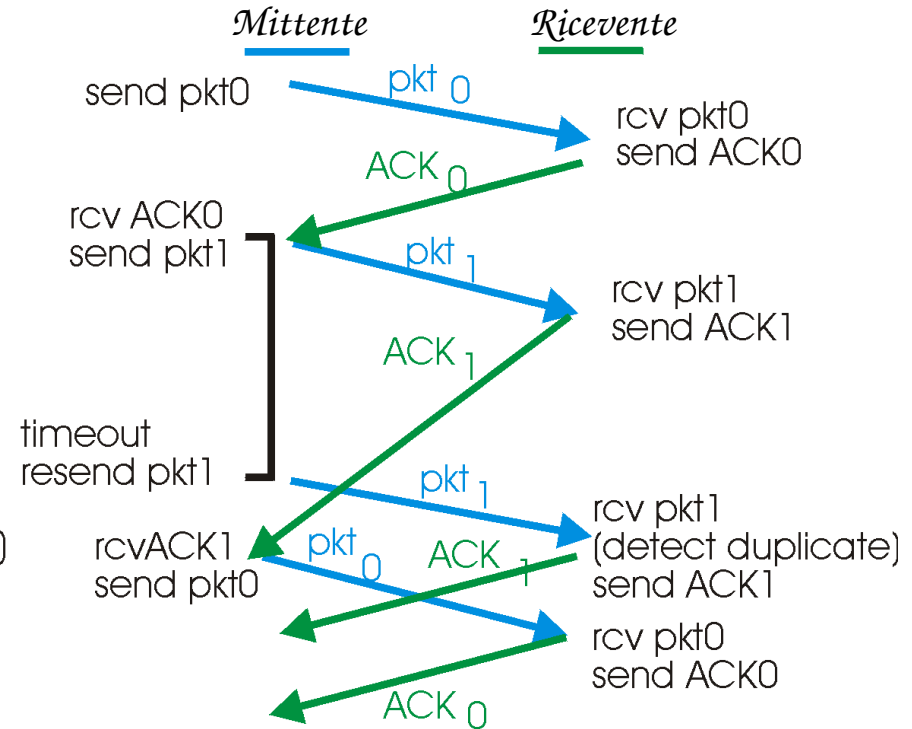 Mittente Ricevente
send pkt0
pkt 0
rcv pkt0
send ACK0
ACK 0
rcv ACK0
send pkt1
pkt 1
rcv pkt1
send ACK1
ACK 1
timeout
resend pkt1
pkt 1
rcv pkt1
(detect duplicate)
send ACK1
)
rcvACK1
send pkt0
pkt 0
ACK 1
rcv pkt0
send ACK0
ACK 0